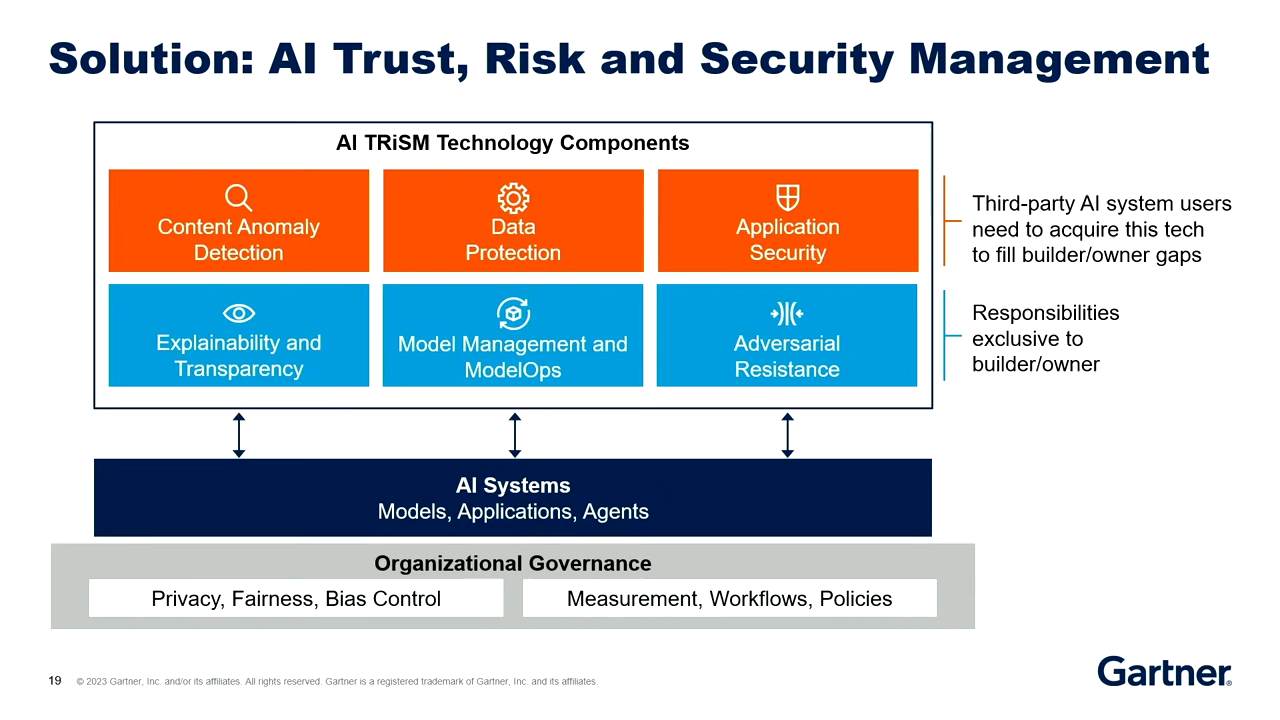 Solution: AI Trust, Risk and Security Management
AI TRiSM Technology Components
Content Anomaly
Detection
Data
Protection
Application
Security
Third-party AI system users
need to acquire this tech
to fill builder/owner gaps
Explainability and
Transparency
Model Management and
ModelOps
Adversarial
Resistance
Responsibilities
exclusive to
builder/owner
AI Systems
Models, Applications, Agents
Organizational Governance
Privacy, Fairness, Bias Control
Measurement, Workflows, Policies
19 © 2023 Gartner, Inc. and/or its affiliates. All rights reserved. Gartner is a registered trademark of Gartner, Inc. and its affiliates.
Gartner®